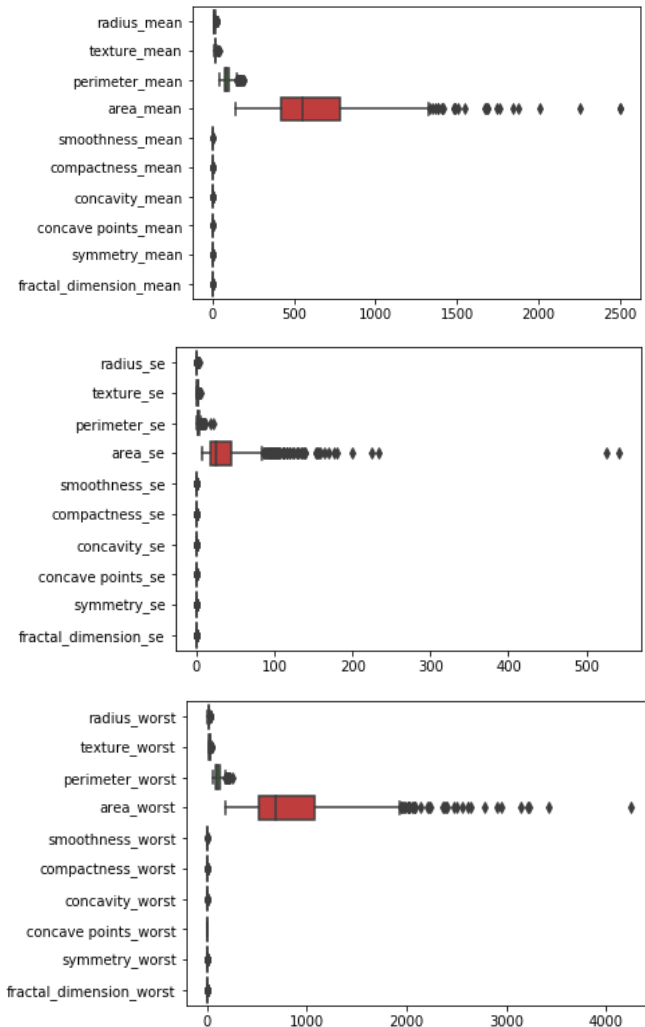 radius_mean
texture_mean
perimeter_mean
area_mean
smoothness_mean
compactness_mean
concavity_mean
concave points_mean
symmetry_mean
fractal_dimension_mean
0 500 1000 1500 2000 2500
radius_se
texture_se
perimeter_se
area_se
smoothness_se
compactness_se
concavity_se
concave points_se
symmetry_se
fractal_dimension_se
0 100 200 300 400 500
radius_worst
texture_worst
perimeter_worst
area_worst
smoothness_worst
compactness_worst
concavity_worst
concave points_worst
symmetry_worst
fractal_dimension_worst
0 1000 2000 3000 4000